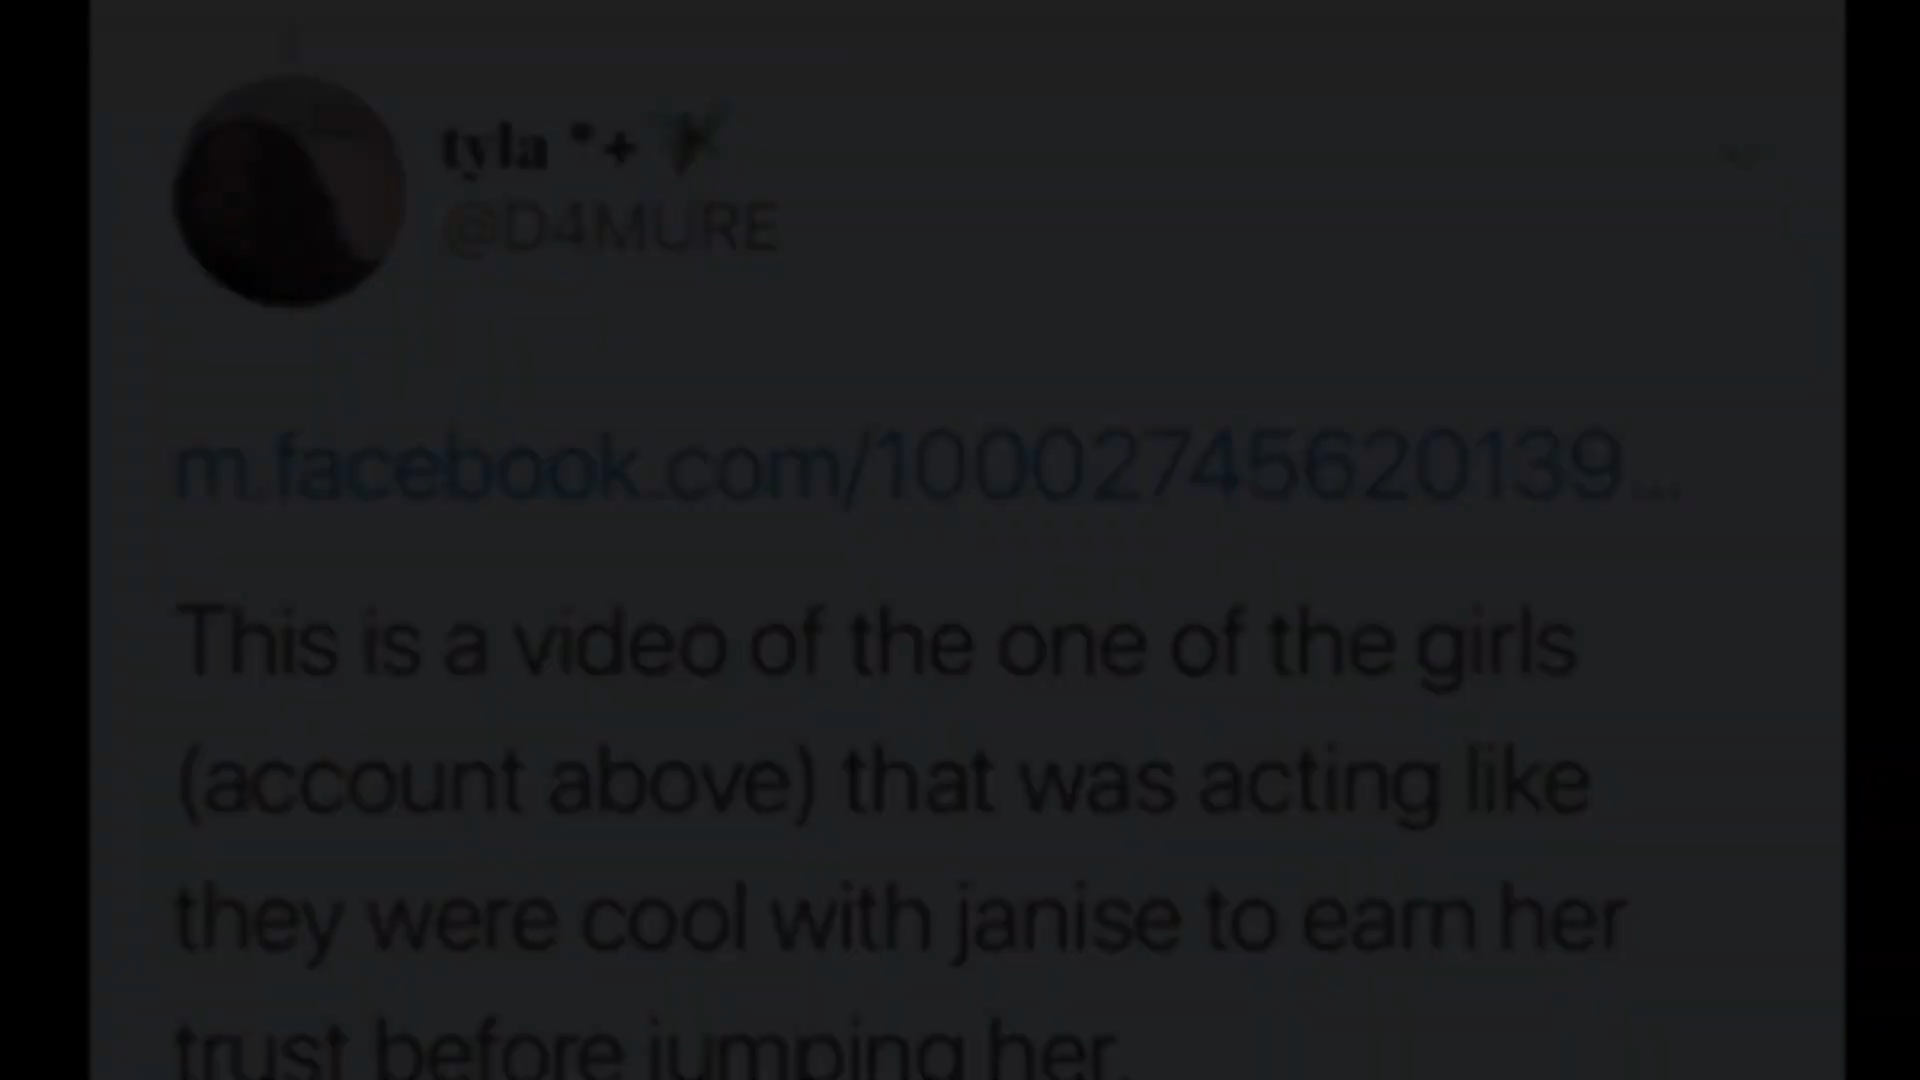 tyla *+
@D4MURE
m.facebook.com/10002745620139...
This is a video of the one of the girls
(account above) that was acting like
they were cool with janise to earn her
trust before jumping her.